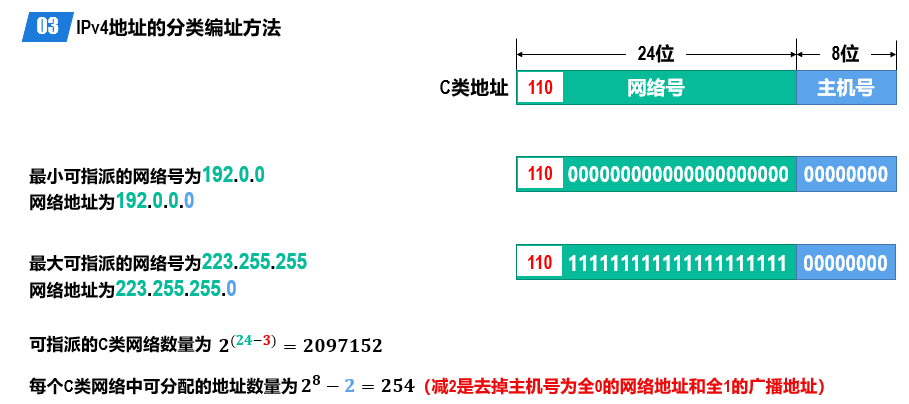 03 IPv4地址的分类编址方法
24位 8位
C类地址 110 网络号 主机号
最小可指派的网络号为192.0.0
网络地址为192.0.0.0
110 000000000000000000000 00000000
最大可指派的网络号为223.255.255
网络地址为223.255.255.0
110 111111111111111111111 00000000
可指派的C类网络数量为 2^(24−3) = 2097152
每个C类网络中可分配的地址数量为2^8 − 2 = 254（减2是去掉主机号为全0的网络地址和全1的广播地址）